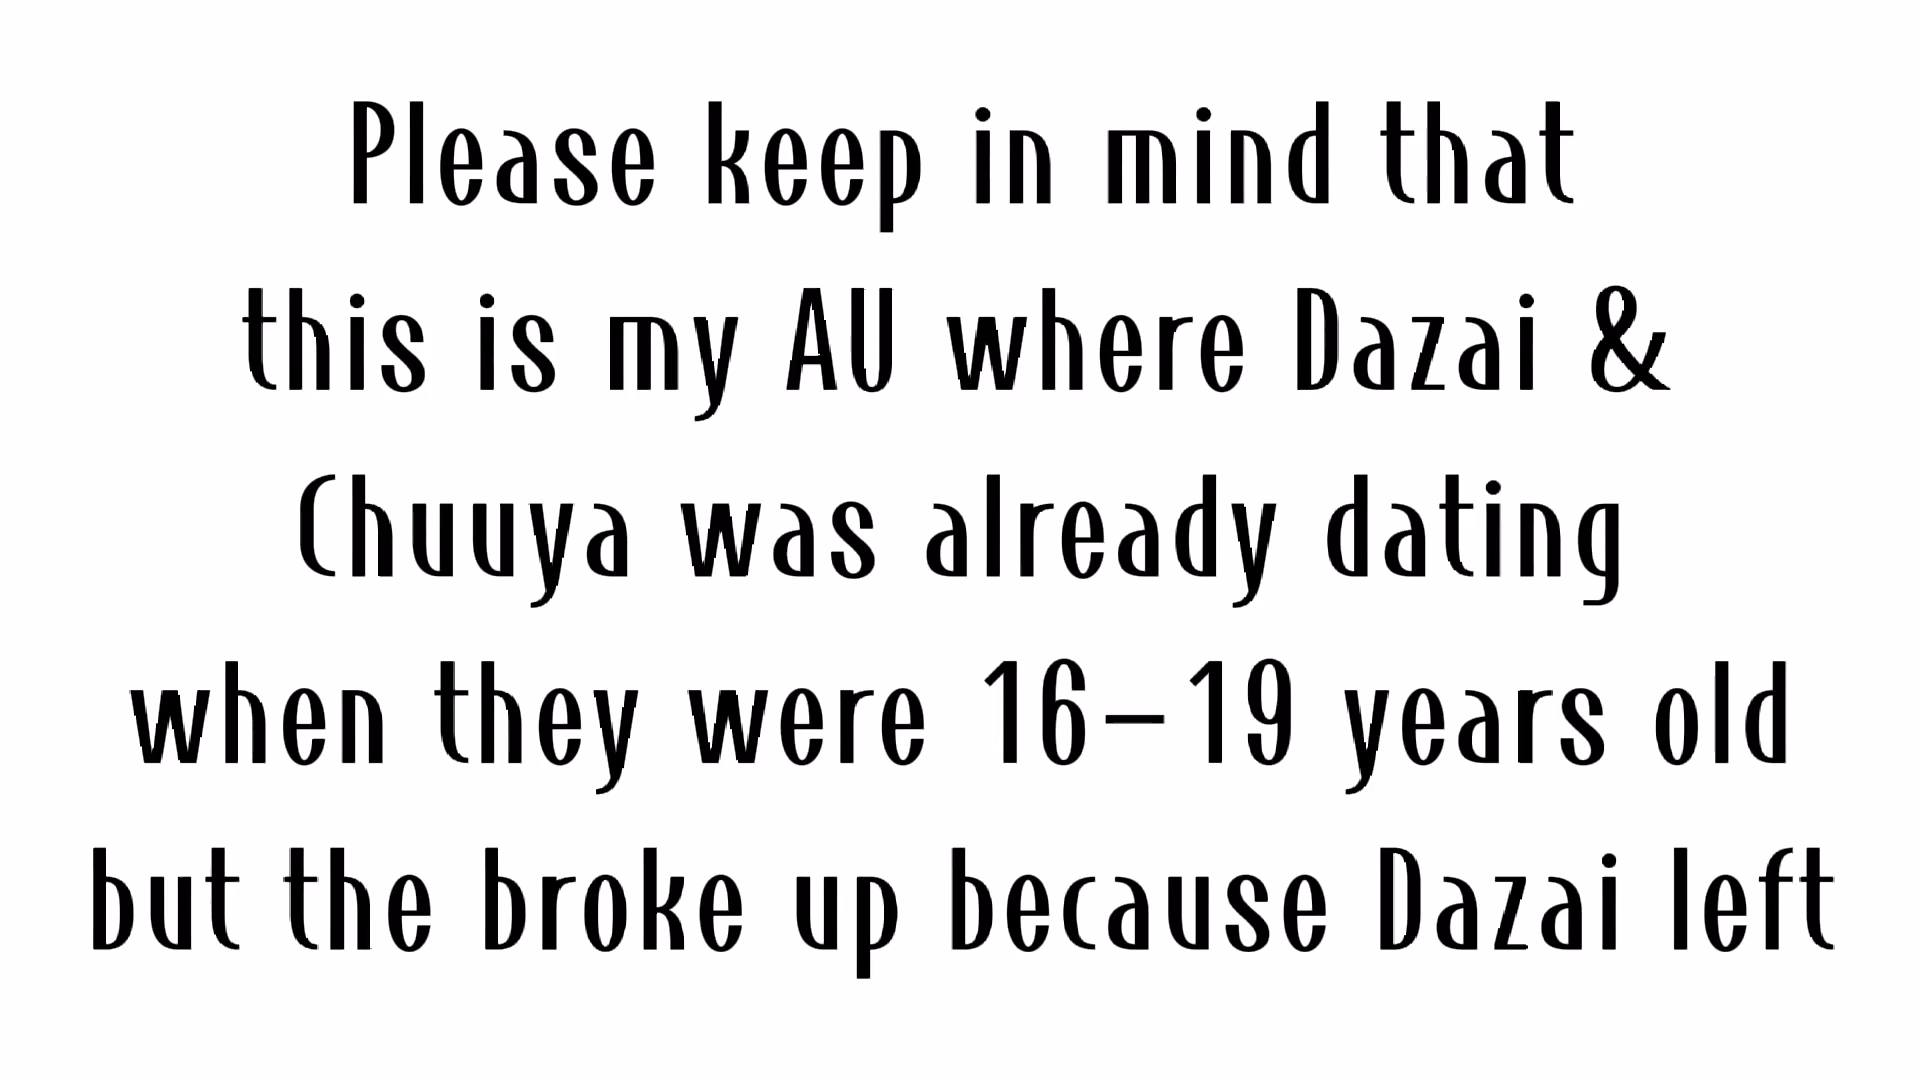 Please keep in mind that
this is my AU where Dazai &
Chuuya was already dating
when they were 16-19 years old
but the broke up because Dazai left